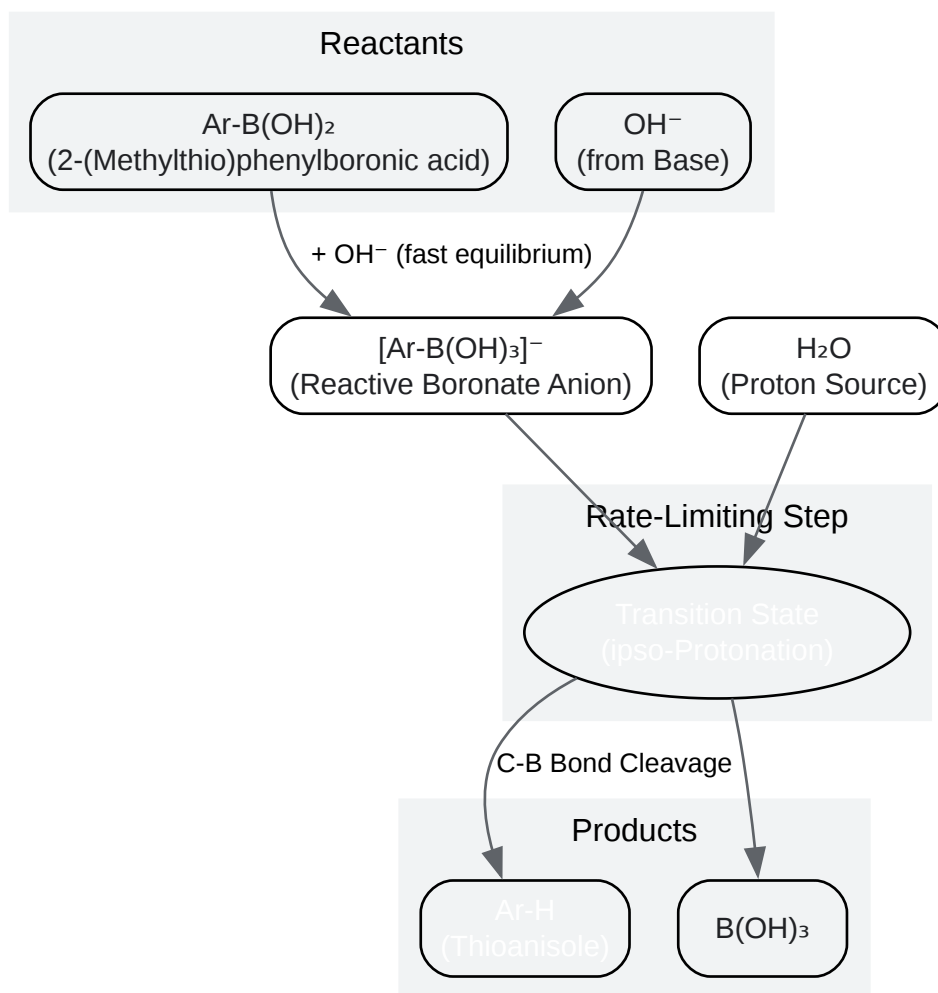 Reactants
Ar-B(OH)₂
(2-(Methylthio)phenylboronic acid)
OH⁻
(from Base)
+ OH⁻ (fast equilibrium)
[Ar-B(OH)₃]⁻
(Reactive Boronate Anion)
H₂O
(Proton Source)
Rate-Limiting Step
Transition State
(ipso-Protonation)
C-B Bond Cleavage
Products
Ar-H
(Thioanisole)
B(OH)₃